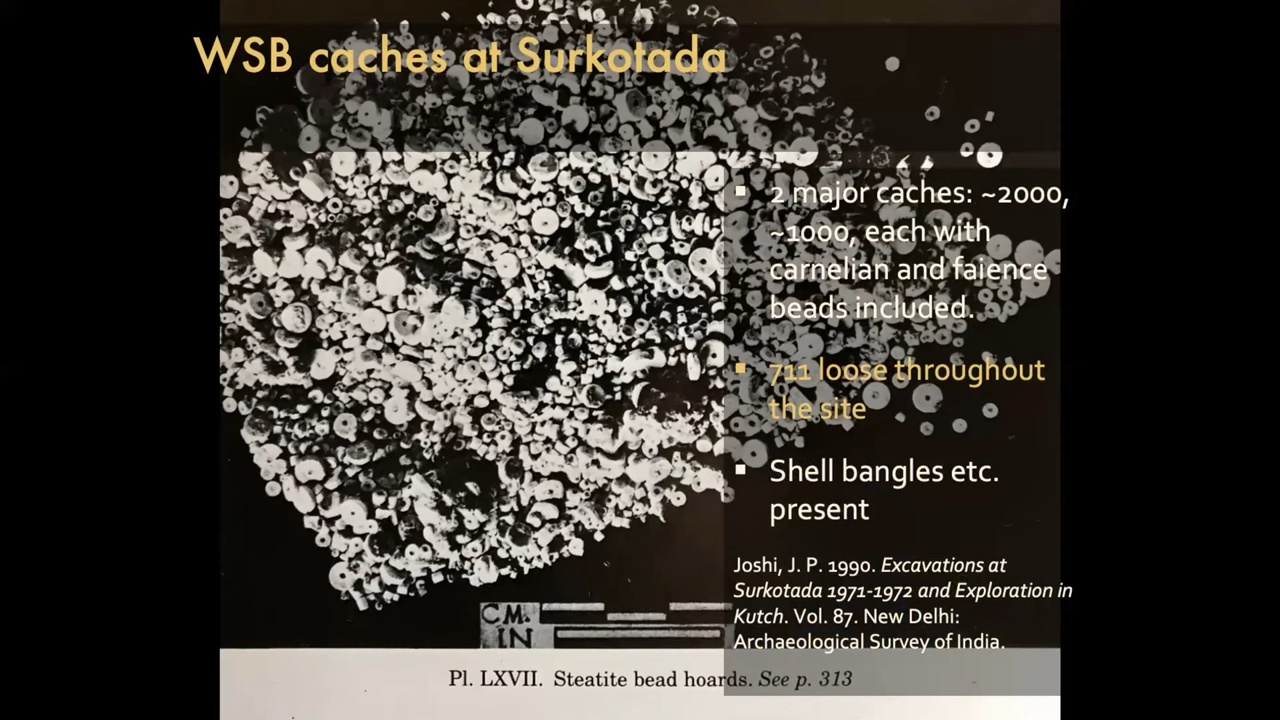 WSB caches at Surkotada
▪ 2 major caches: ~2000,
~1000, each with
carnelian and faience
beads included.
▪ 711 loose throughout
the site
▪ Shell bangles etc.
present
Joshi, J. P. 1990. Excavations at
Surkotada 1971-1972 and Exploration in
Kutch. Vol. 87. New Delhi:
Archaeological Survey of India.
CM.
IN
Pl. LXVII. Steatite bead hoards. See p. 313